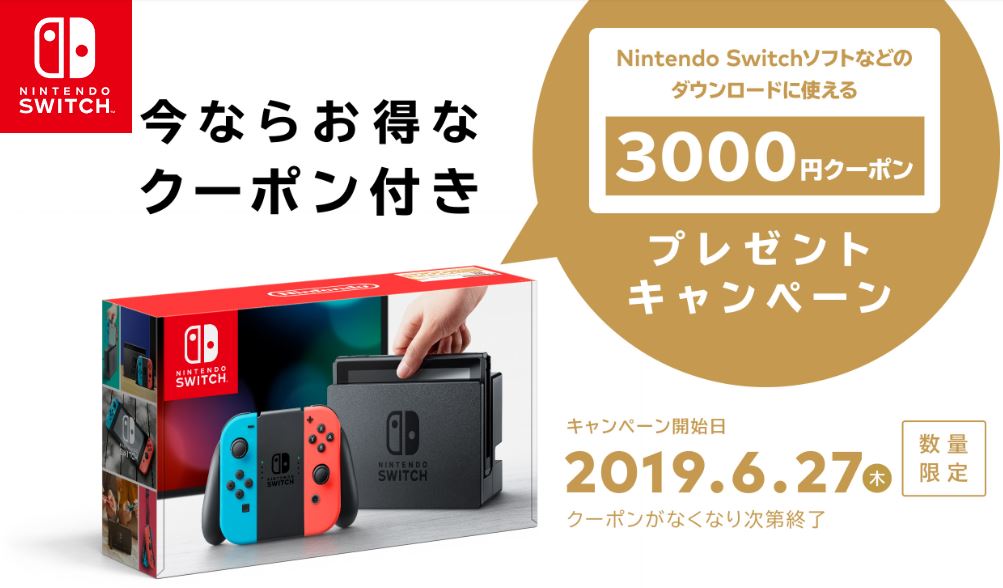 NINTENDO
SWITCH™
今ならお得な
クーポン付き
Nintendo Switchソフトなどの
ダウンロードに使える
3000円クーポン
プレゼント
キャンペーン
Nintendo
NINTENDO
SWITCH
NINTENDO
SWITCH
NINTENDO
SWITCH
キャンペーン開始日
2019.6.27木
クーポンがなくなり次第終了
数量
限定